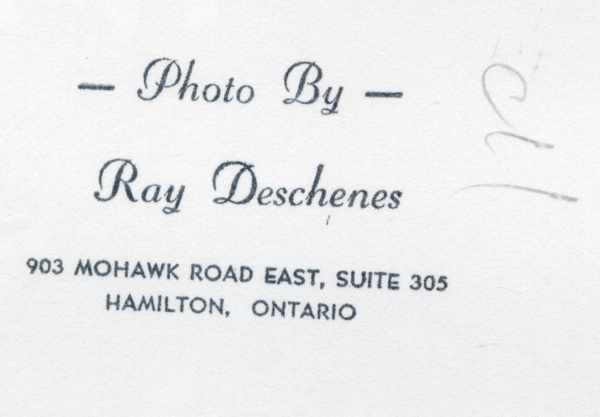 — Photo By —
Ray Deschenes
903 MOHAWK ROAD EAST, SUITE 305
HAMILTON, ONTARIO